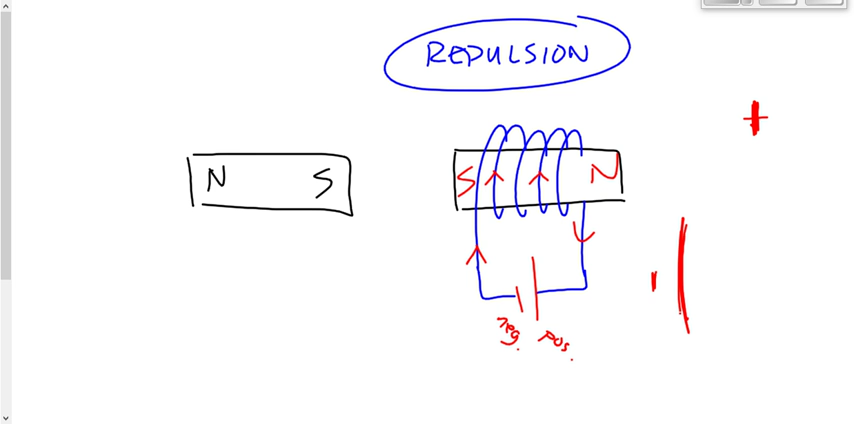 REPULSION
N S
S N
neg. pos.
+